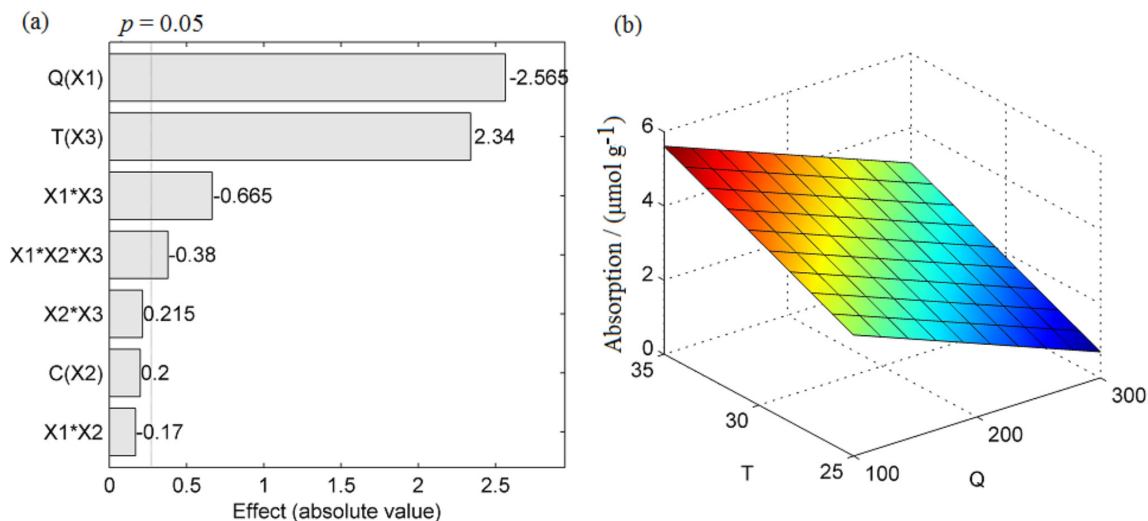 (a)
p = 0.05
Q(X1)
-2.565
T(X3)
2.34
X1*X3
-0.665
X1*X2*X3
-0.38
X2*X3
0.215
C(X2)
0.2
X1*X2
-0.17
0 0.5 1 1.5 2 2.5
Effect (absolute value)
(b)
Absorption / (μmol g⁻¹)
6
4
2
0
35
30
25
T
100
200
300
Q